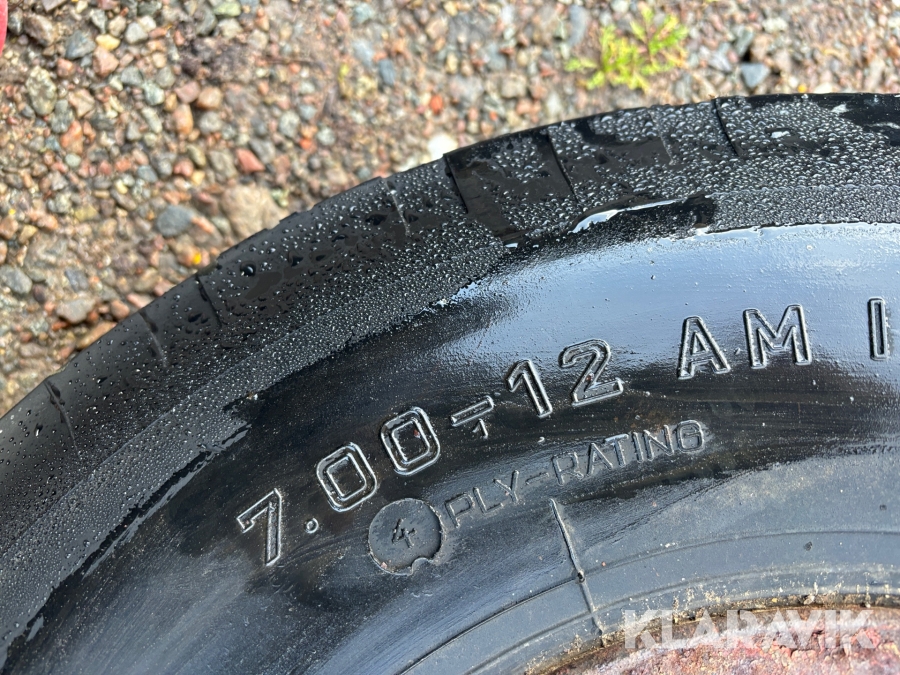 7.00-12 AM
4 PLY-RATING
KLARAVIK